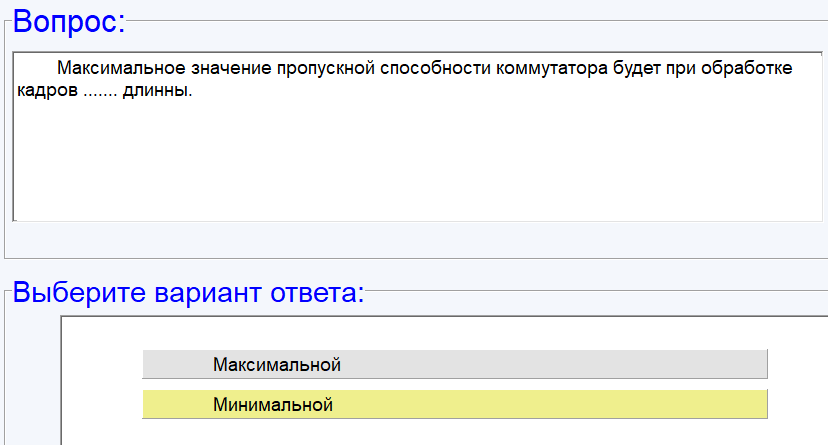 Вопрос:
Максимальное значение пропускной способности коммутатора будет при обработке
кадров ....... длинны.
Выберите вариант ответа:
Максимальной
Минимальной